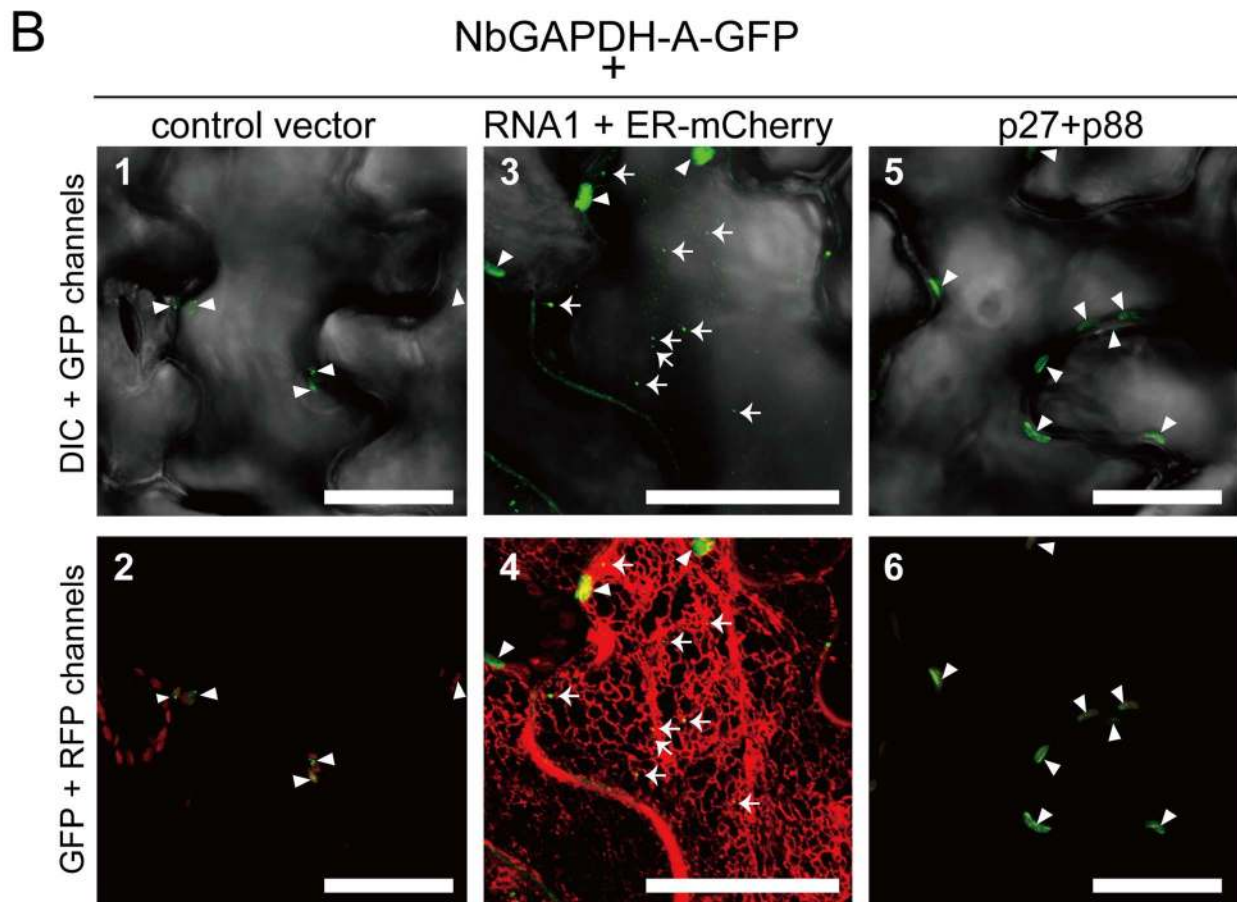 B
NbGAPDH-A-GFP
+
control vector
RNA1 + ER-mCherry
p27+p88
DIC + GFP channels
1
3
5
GFP + RFP channels
2
4
6